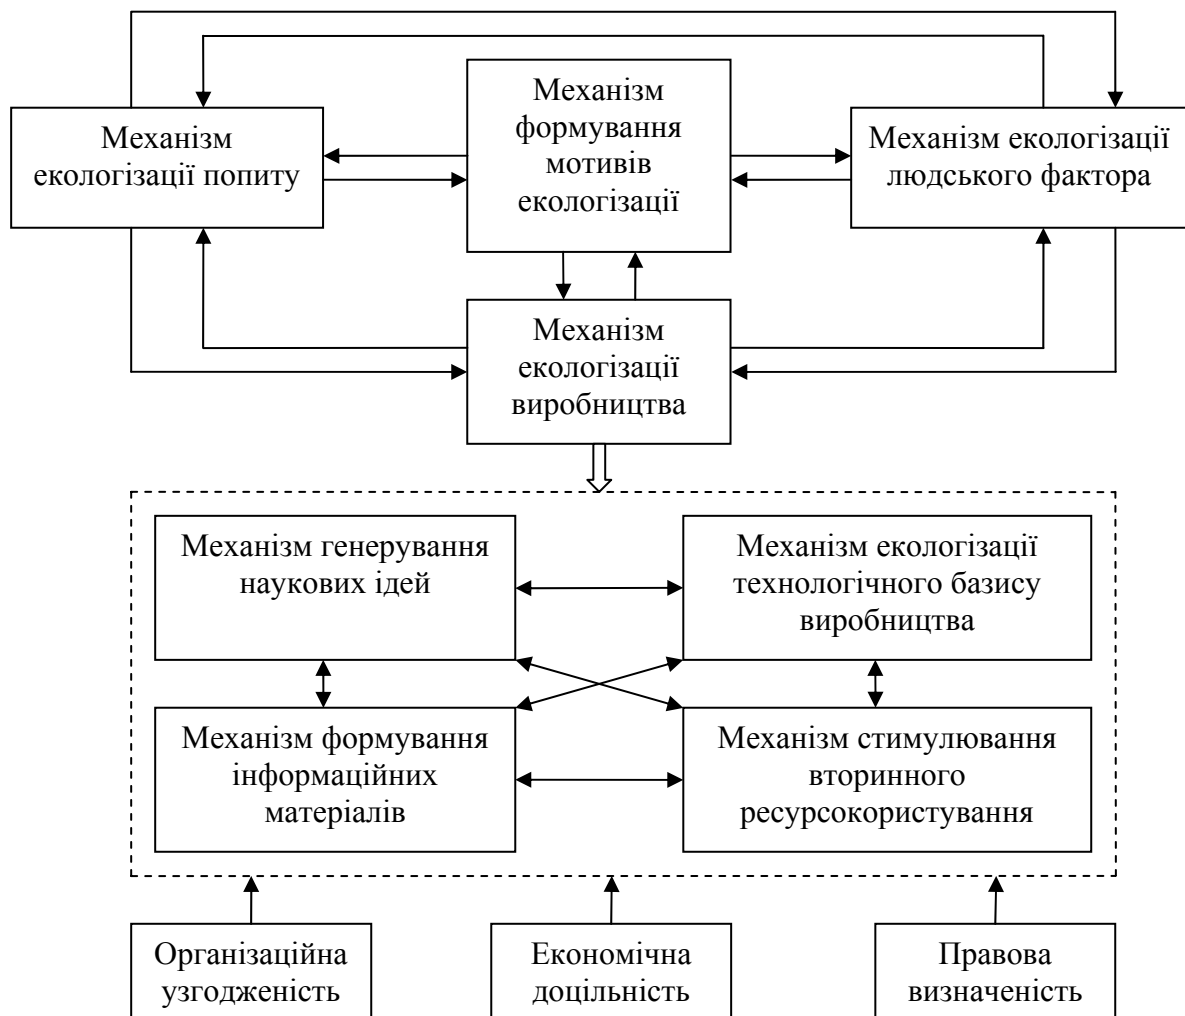 Механізм
формування
мотивів
екологізації
Механізм
екологізації попиту
Механізм екологізації
людського фактора
Механізм
екологізації
виробництва
Механізм генерування
наукових ідей
Механізм екологізації
технологічного базису
виробництва
Механізм формування
інформаційних
матеріалів
Механізм стимулювання
вторинного
ресурсокористування
Організаційна
узгодженість
Економічна
доцільність
Правова
визначеність